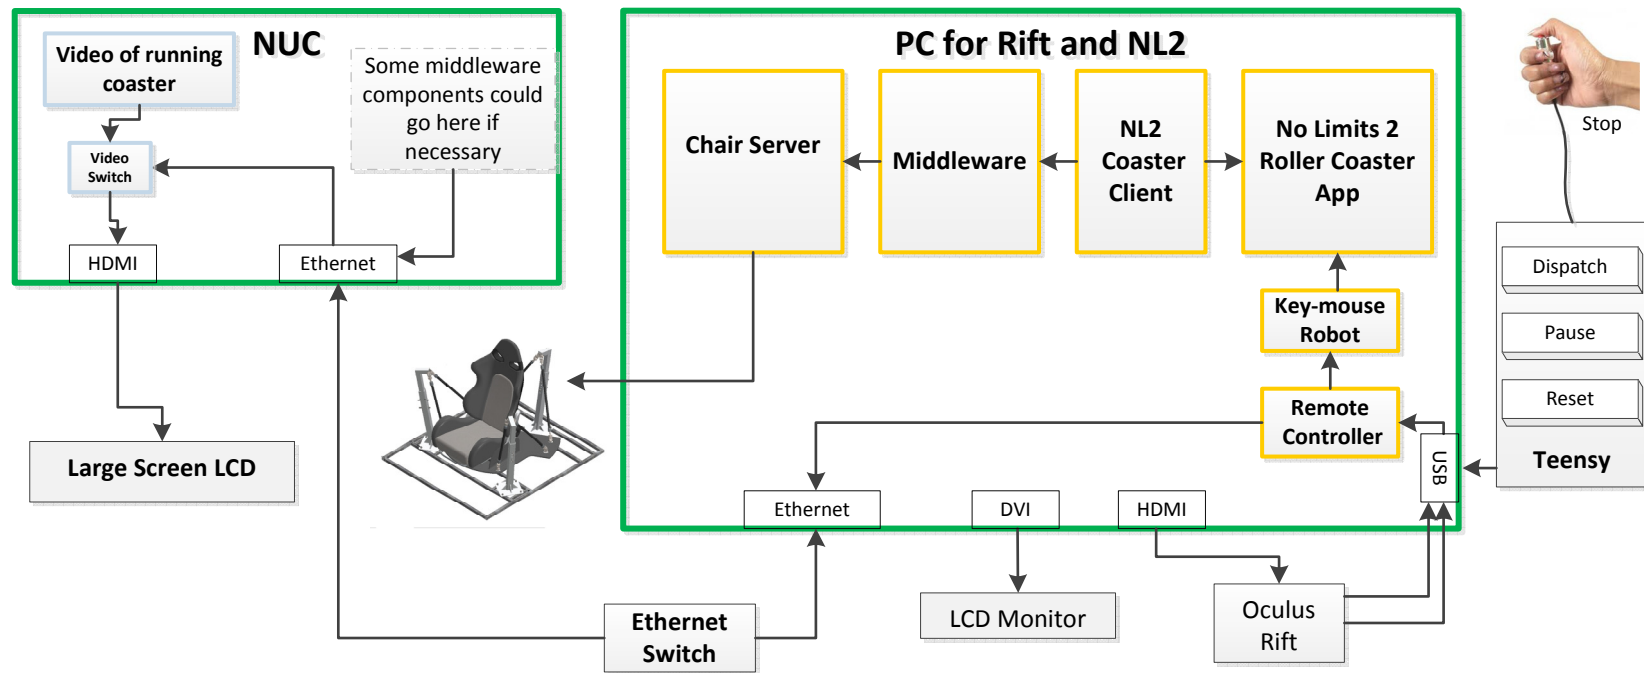 NUC
Video of running
coaster
Some middleware
components could
go here if
necessary
Video
Switch
HDMI
Ethernet
Large Screen LCD
PC for Rift and NL2
Chair Server
Middleware
NL2
Coaster
Client
No Limits 2
Roller Coaster
App
Key-mouse
Robot
Remote
Controller
USB
Ethernet
DVI
HDMI
Ethernet
Switch
LCD Monitor
Oculus
Rift
Stop
Dispatch
Pause
Reset
Teensy